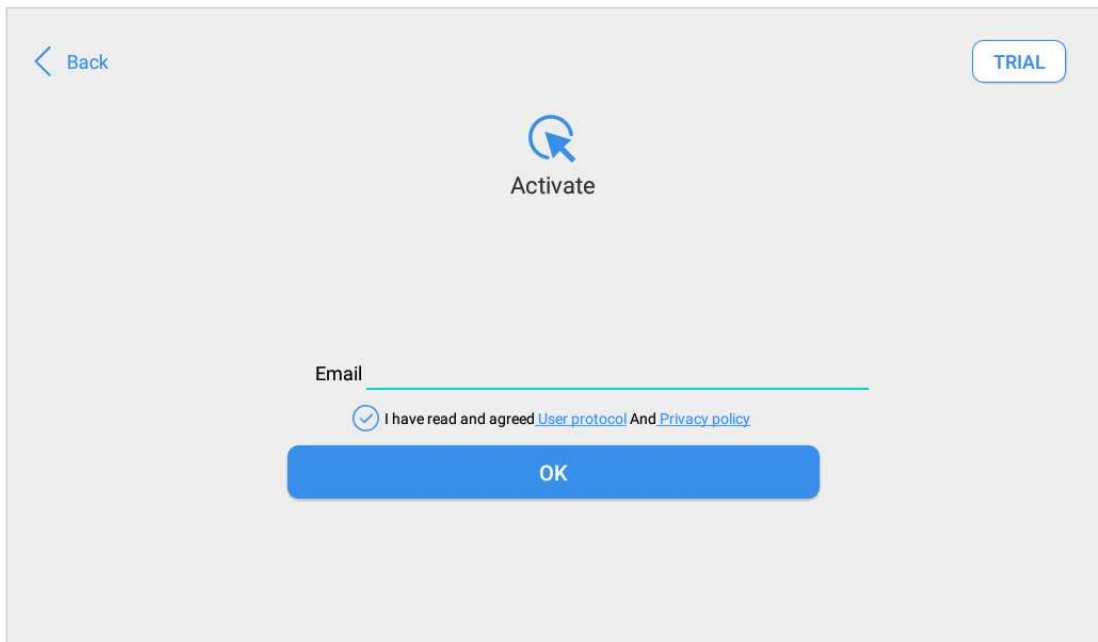 Back
TRIAL
Activate
Email
I have read and agreed User protocol And Privacy policy
OK